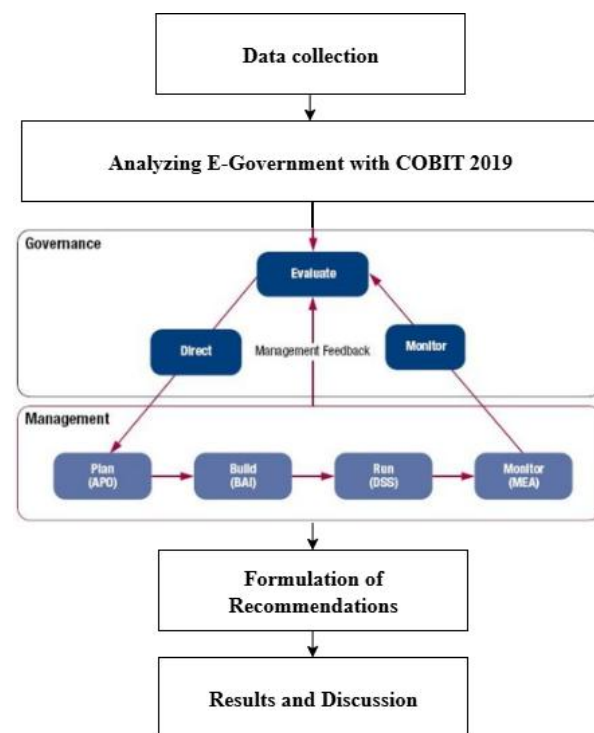 Data collection
Analyzing E-Government with COBIT 2019
Governance
Evaluate
Direct
Management Feedback
Monitor
Management
Plan
(APO)
Build
(BAI)
Run
(DSS)
Monitor
(MEA)
Formulation of
Recommendations
Results and Discussion